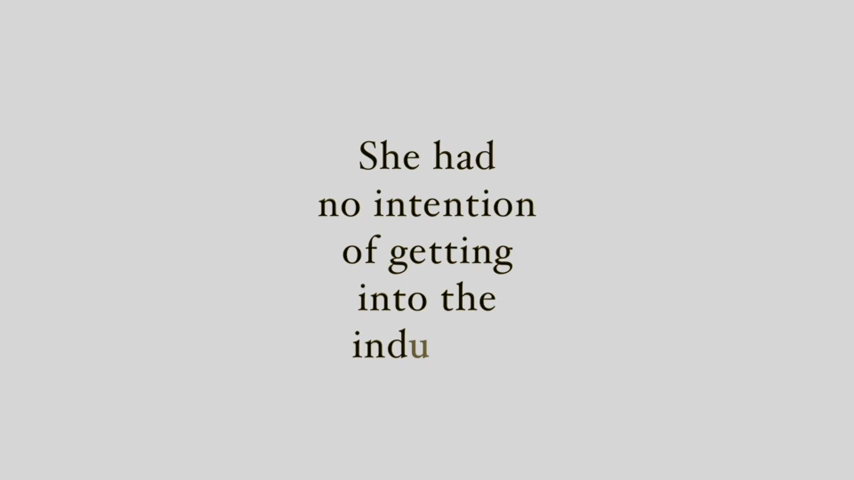 She had
no intention
of getting
into the
indu